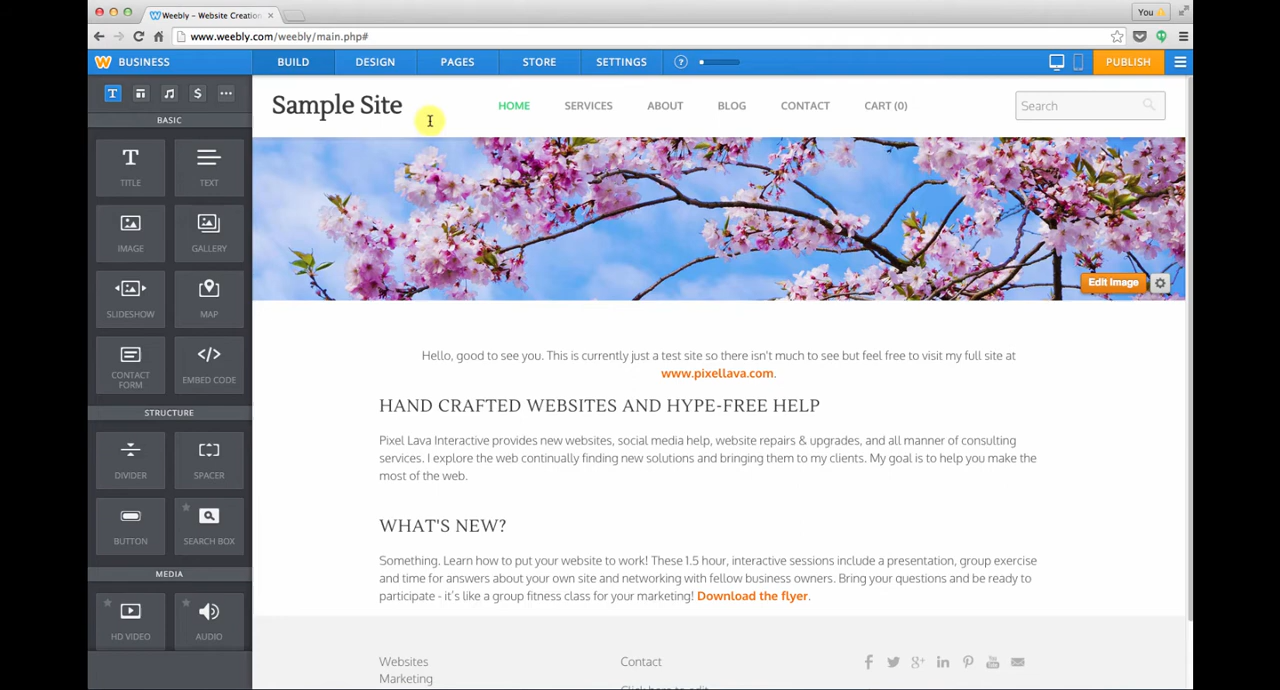 Weebly - Website Creation
You
www.weebly.com/weebly/main.php#
BUSINESS
BUILD
DESIGN
PAGES
STORE
SETTINGS
?
PUBLISH
T
$
BASIC
T
TITLE
TEXT
IMAGE
GALLERY
SLIDESHOW
MAP
CONTACT
FORM
</>
EMBED CODE
STRUCTURE
DIVIDER
SPACER
BUTTON
SEARCH BOX
MEDIA
HD VIDEO
AUDIO
Sample Site
HOME
SERVICES
ABOUT
BLOG
CONTACT
CART (0)
Search
Edit Image
Hello, good to see you. This is currently just a test site so there isn't much to see but feel free to visit my full site at
www.pixellava.com.
HAND CRAFTED WEBSITES AND HYPE-FREE HELP
Pixel Lava Interactive provides new websites, social media help, website repairs & upgrades, and all manner of consulting
services. I explore the web continually finding new solutions and bringing them to my clients. My goal is to help you make the
most of the web.
WHAT'S NEW?
Something. Learn how to put your website to work! These 1.5 hour, interactive sessions include a presentation, group exercise
and time for answers about your own site and networking with fellow business owners. Bring your questions and be ready to
participate - it's like a group fitness class for your marketing! Download the flyer.
Websites
Contact
Marketing
Click here to edit